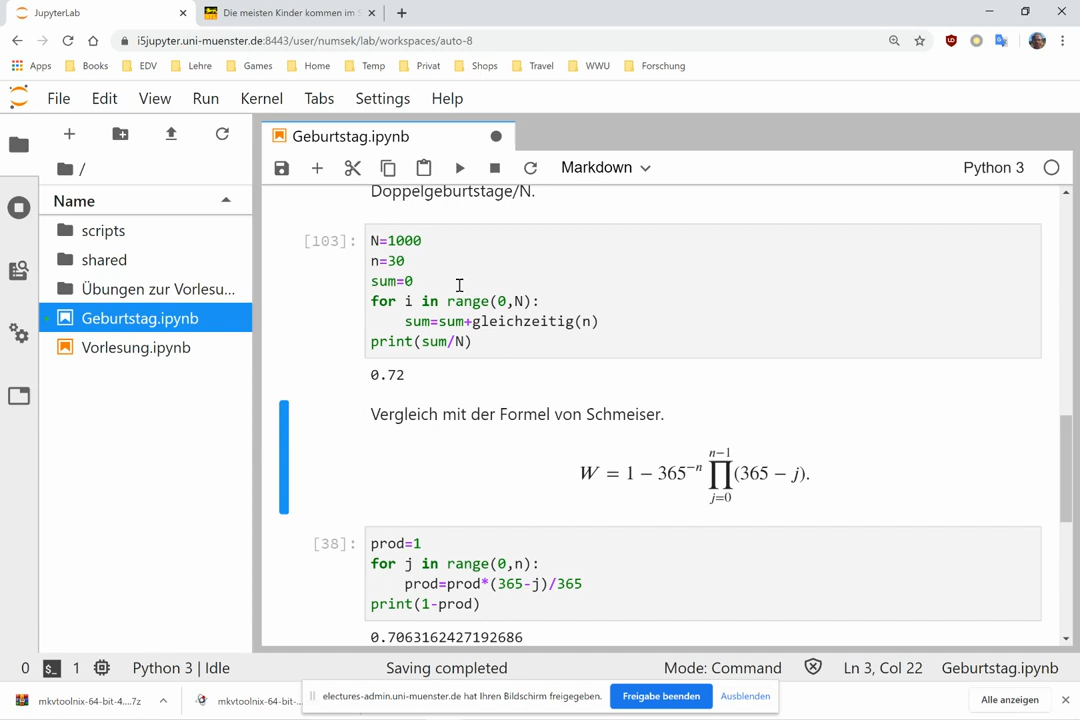 JupyterLab
Die meisten Kinder kommen im S
i5jupyter.uni-muenster.de:8443/user/numsek/lab/workspaces/auto-8
Apps Books EDV Lehre Games Home Temp Privat Shops Travel WWU Forschung
File Edit View Run Kernel Tabs Settings Help
Geburtstag.ipynb
Markdown
Python 3
/
Name
scripts
shared
Übungen zur Vorlesu...
Geburtstag.ipynb
Vorlesung.ipynb
Doppelgeburtstage/N.
[103]:
N=1000
n=30
sum=0
for i in range(0,N):
    sum=sum+gleichzeitig(n)
print(sum/N)
0.72
Vergleich mit der Formel von Schmeiser.
W = 1 − 365^{−n} ∏_{j=0}^{n−1} (365 − j).
[38]:
prod=1
for j in range(0,n):
    prod=prod*(365-j)/365
print(1-prod)
0.7063162427192686
0 $_ 1 Python 3 | Idle Saving completed Mode: Command Ln 3, Col 22 Geburtstag.ipynb
mkvtoolnix-64-bit-4....7z
mkvtoolnix-64-bit-...
electures-admin.uni-muenster.de hat Ihren Bildschirm freigegeben.
Freigabe beenden
Ausblenden
Alle anzeigen